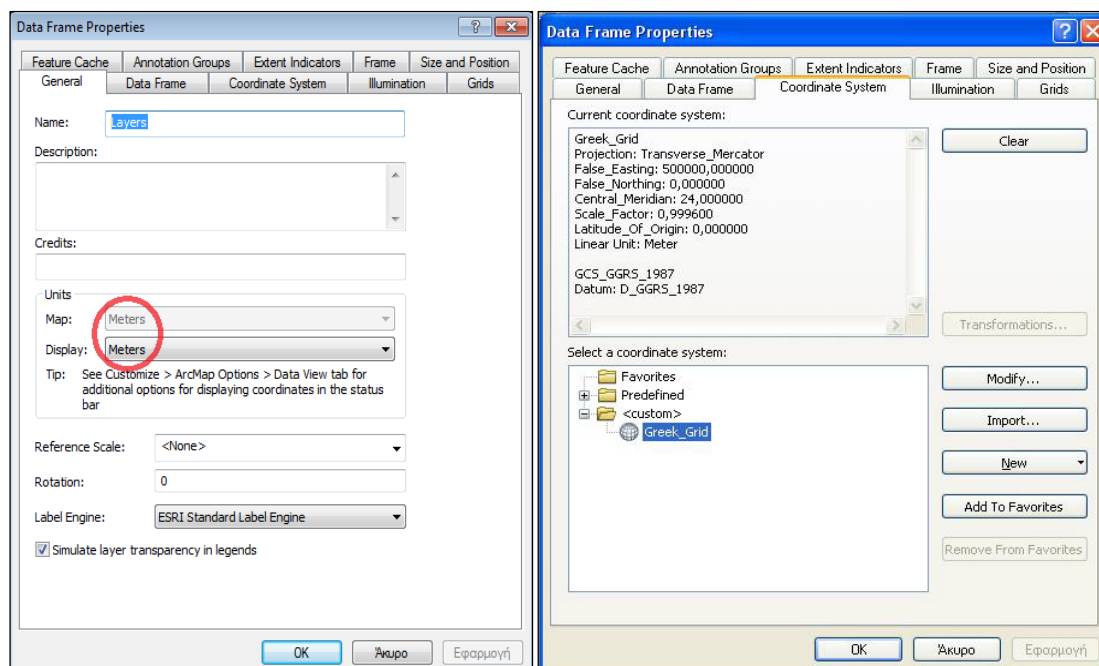 Data Frame Properties
Feature Cache Annotation Groups Extent Indicators Frame Size and Position
General Data Frame Coordinate System Illumination Grids
Name: Layers
Description:
Credits:
Units
Map: Meters
Display: Meters
Tip: See Customize > ArcMap Options > Data View tab for
additional options for displaying coordinates in the status
bar
Reference Scale: <None>
Rotation: 0
Label Engine: ESRI Standard Label Engine
Simulate layer transparency in legends
OK Άκυρο Εφαρμογή
Data Frame Properties
Feature Cache Annotation Groups Extent Indicators Frame Size and Position
General Data Frame Coordinate System Illumination Grids
Current coordinate system:
Greek_Grid
Projection: Transverse_Mercator
False_Easting: 500000,000000
False_Northing: 0,000000
Central_Meridian: 24,000000
Scale_Factor: 0,999600
Latitude_Of_Origin: 0,000000
Linear Unit: Meter
GCS_GGRS_1987
Datum: D_GGRS_1987
Clear
Transformations...
Select a coordinate system:
Favorites
Predefined
<custom>
Greek_Grid
Modify...
Import...
New
Add To Favorites
Remove From Favorites
OK Άκυρο Εφαρμογή